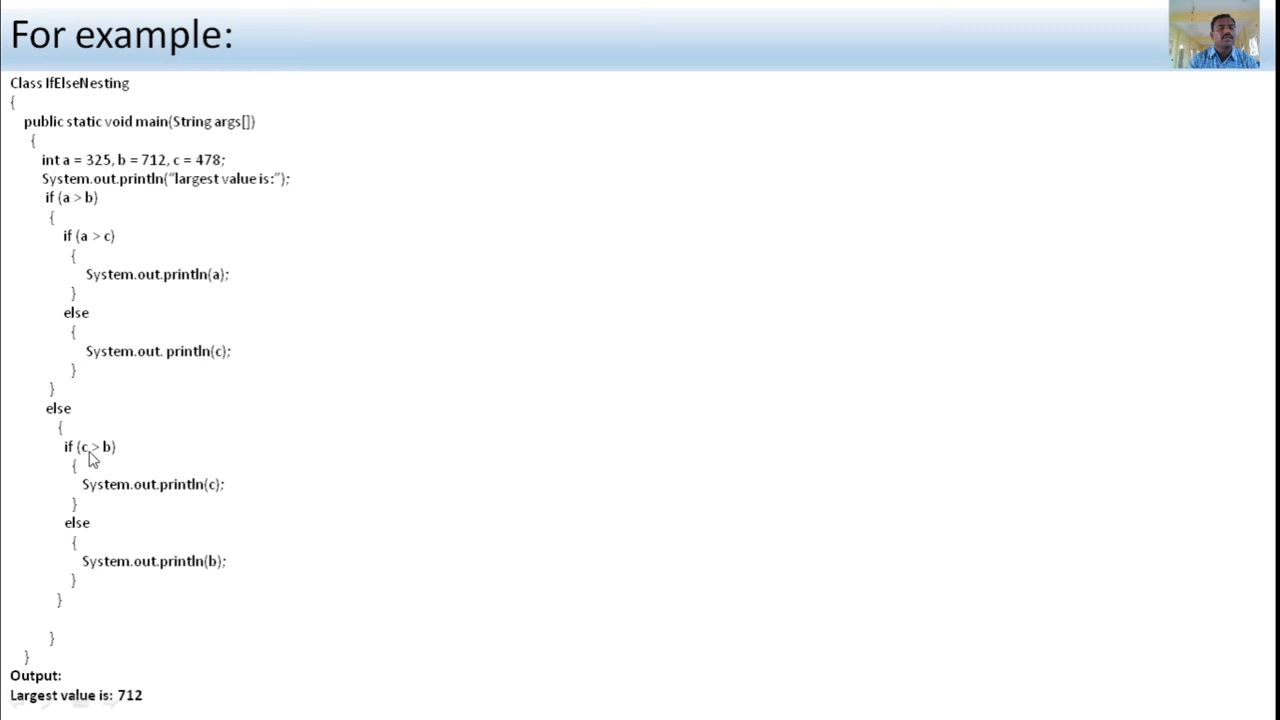 For example:
Class IfElseNesting
{
public static void main(String args[])
{
int a = 325, b = 712, c = 478;
System.out.println(“largest value is:”);
if (a > b)
{
if (a > c)
{
System.out.println(a);
}
else
{
System.out. println(c);
}
}
else
{
if (c > b)
{
System.out.println(c);
}
else
{
System.out.println(b);
}
}
}
}
Output:
Largest value is: 712